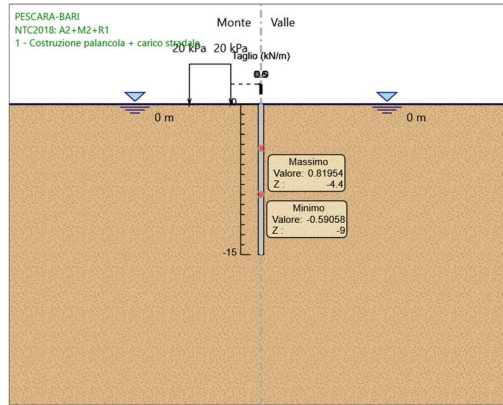 PESCARA-BARI
NTC2018: A2+M2+R1
1 - Costruzione palancola + carico stradale
Monte Valle
20 kPa 20 kPa
Taglio (kN/m)
0
0 m
0 m
Massimo
Valore: 0.81954
Z : -4.4
Minimo
Valore: -0.59058
Z : -9
-15